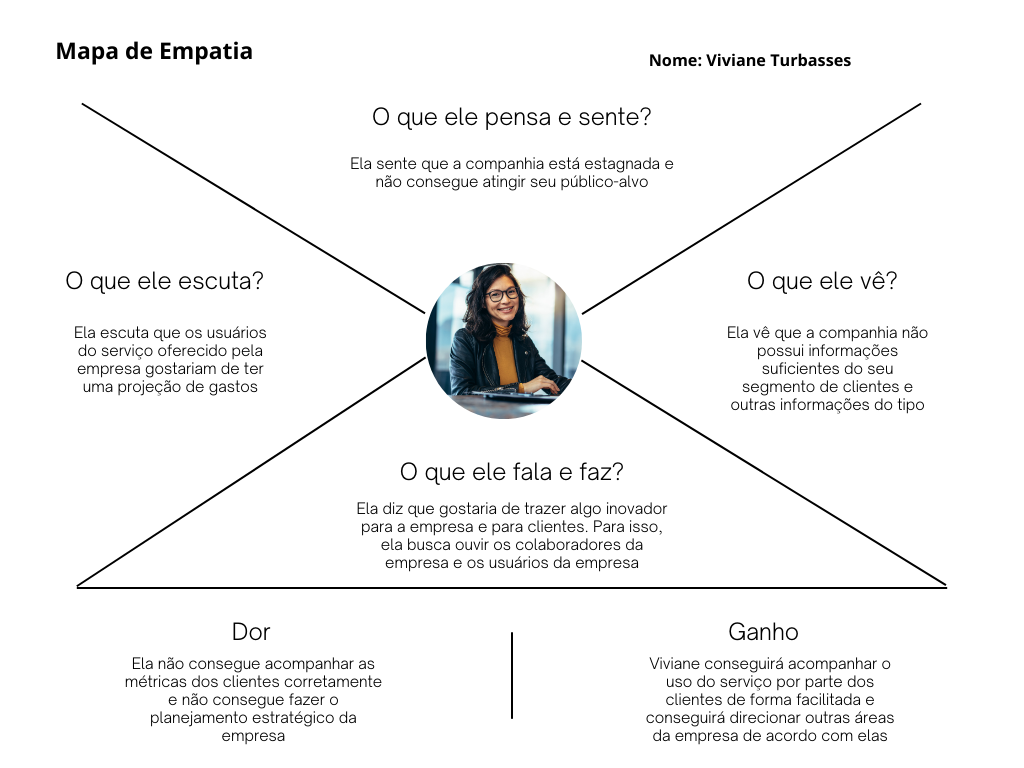 Mapa de Empatia
Nome: Viviane Turbasses
O que ele pensa e sente?
Ela sente que a companhia está estagnada e
não consegue atingir seu público-alvo
O que ele escuta?
Ela escuta que os usuários
do serviço oferecido pela
empresa gostariam de ter
uma projeção de gastos
O que ele vê?
Ela vê que a companhia não
possui informações
suficientes do seu
segmento de clientes e
outras informações do tipo
O que ele fala e faz?
Ela diz que gostaria de trazer algo inovador
para a empresa e para clientes. Para isso,
ela busca ouvir os colaboradores da
empresa e os usuários da empresa
Dor
Ela não consegue acompanhar as
métricas dos clientes corretamente
e não consegue fazer o
planejamento estratégico da
empresa
Ganho
Viviane conseguirá acompanhar o
uso do serviço por parte dos
clientes de forma facilitada e
conseguirá direcionar outras áreas
da empresa de acordo com elas